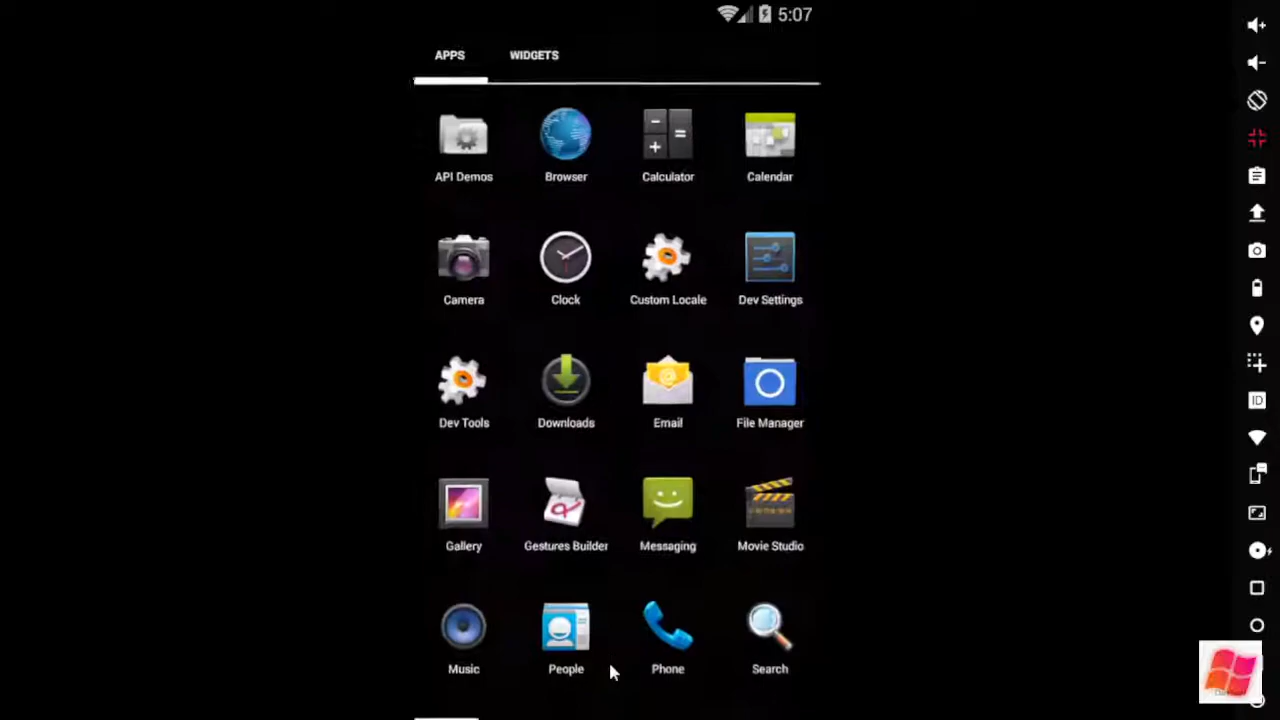 5:07
APPS WIDGETS
API Demos Browser Calculator Calendar
Camera Clock Custom Locale Dev Settings
Dev Tools Downloads Email File Manager
Gallery Gestures Builder Messaging Movie Studio
Music People Phone Search
ID